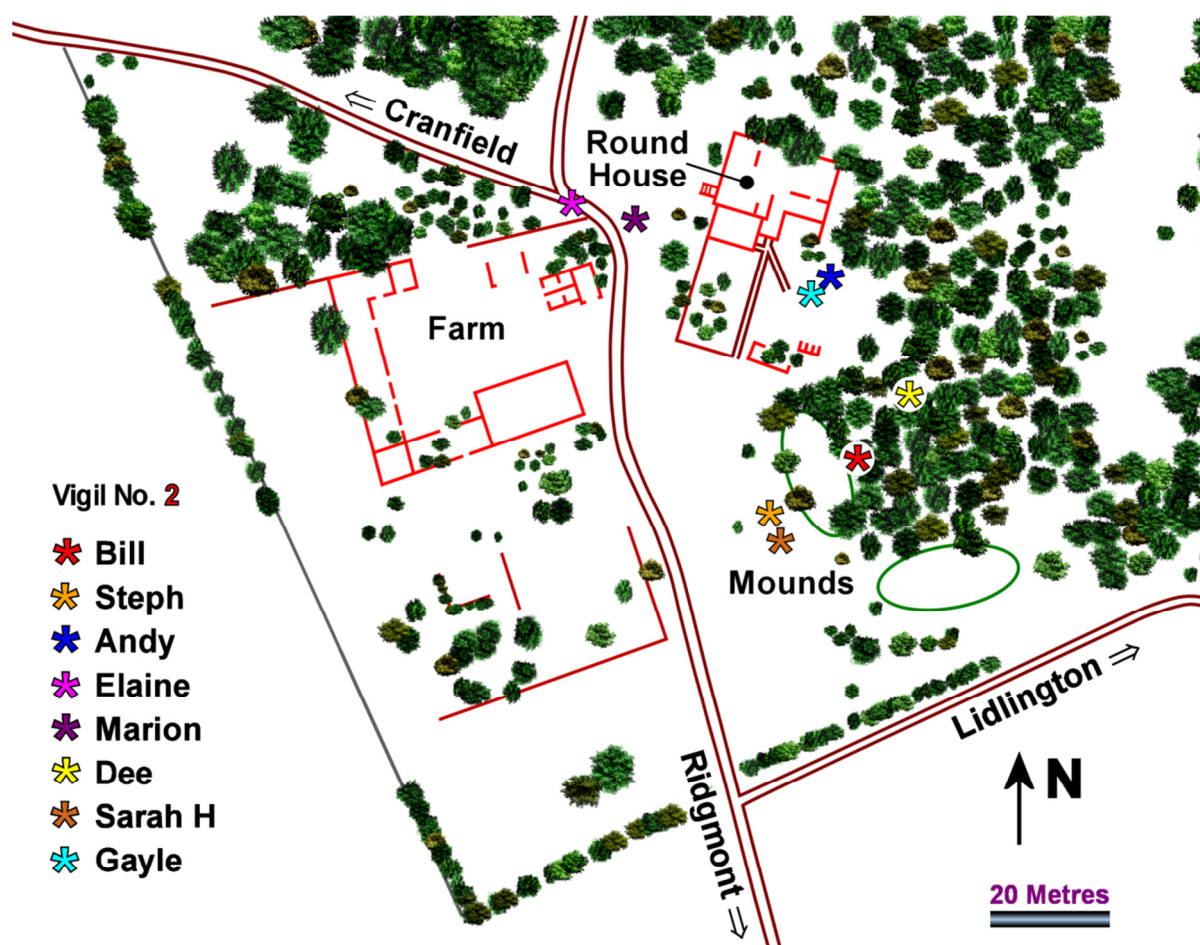 Cranfield
Round
House
Farm
Vigil No. 2
Bill
Steph
Andy
Elaine
Marion
Dee
Sarah H
Gayle
Mounds
Lidlington
Ridgmont
N
20 Metres